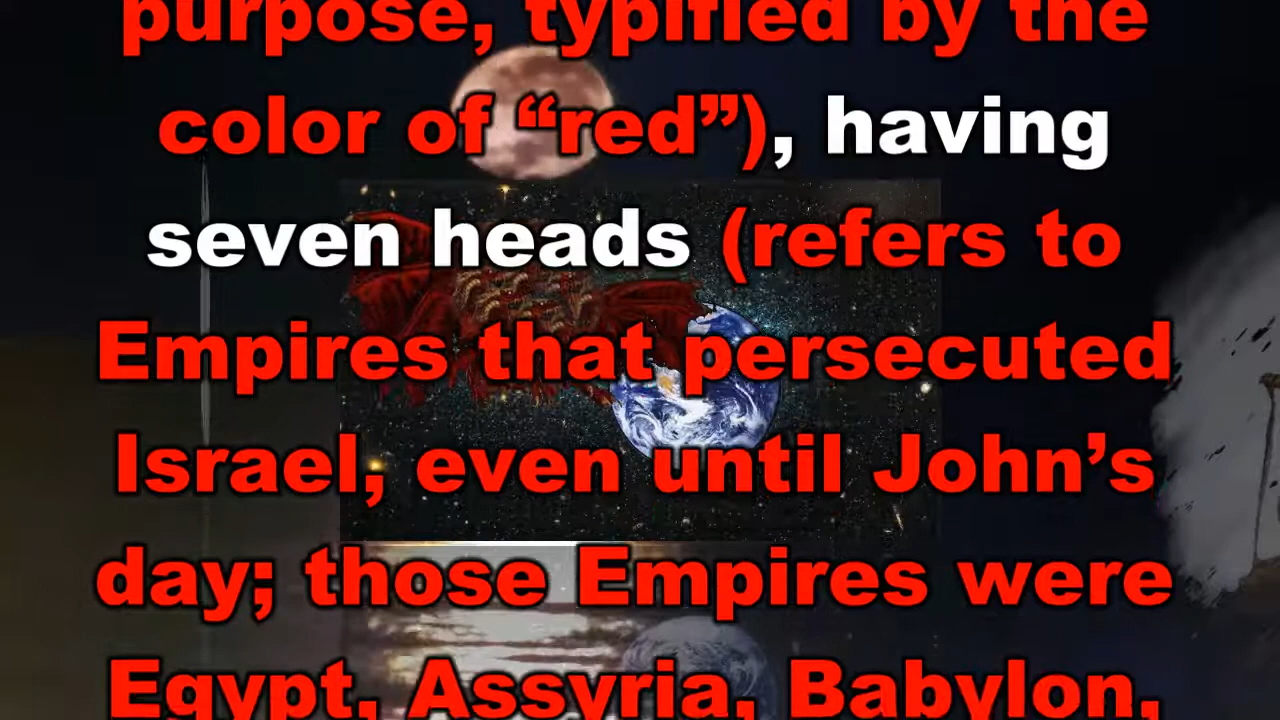 purpose, typified by the
color of “red”), having
seven heads (refers to
Empires that persecuted
Israel, even until John’s
day; those Empires were
Egypt, Assyria, Babylon,